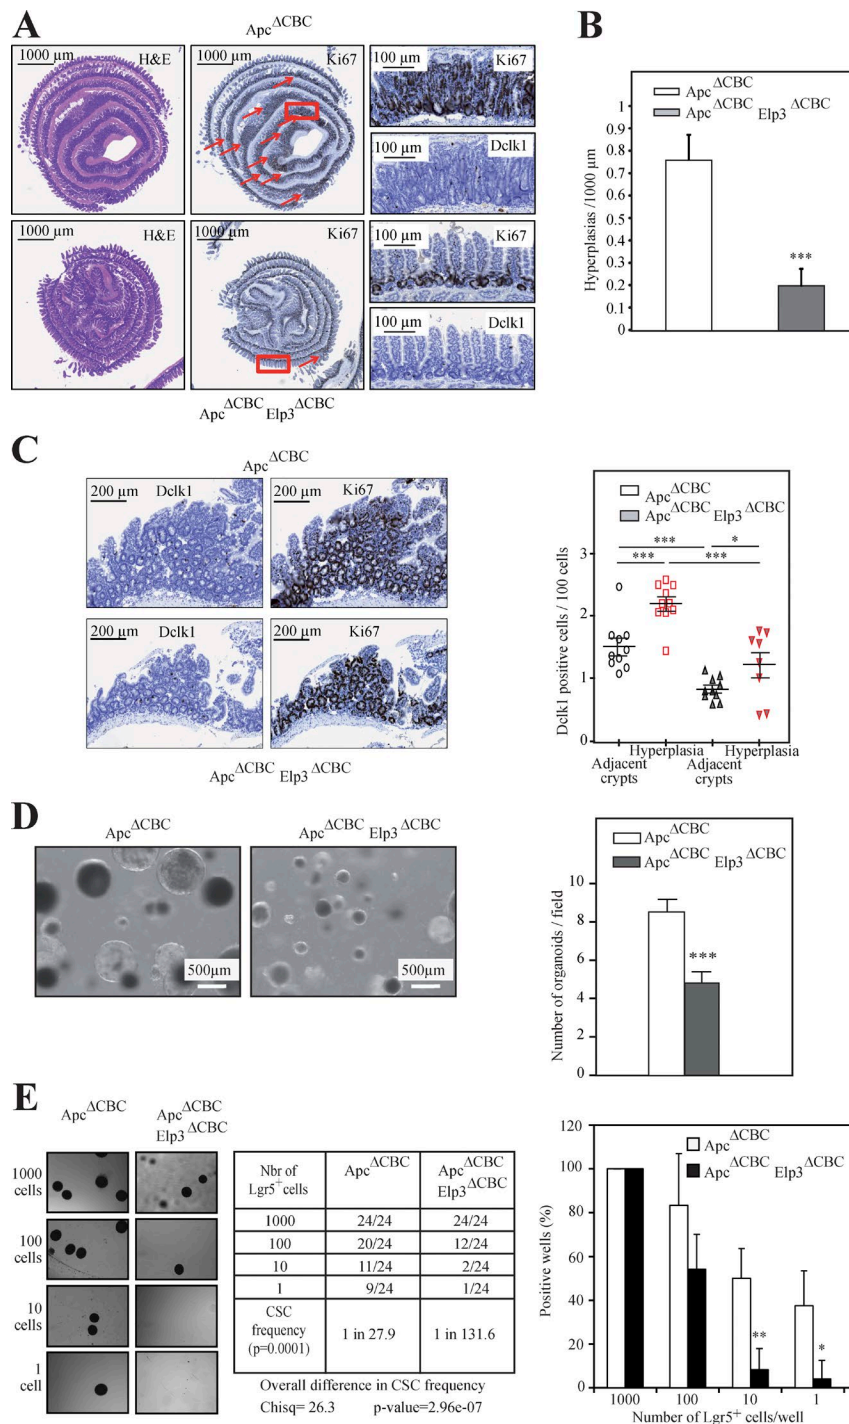 A
Apc^ΔCBC
1000 µm
H&E
1000 µm
Ki67
100 µm
Ki67
100 µm
Dclk1
1000 µm
H&E
1000 µm
Ki67
100 µm
Ki67
100 µm
Dclk1
Apc^ΔCBC Elp3^ΔCBC
B
Apc^ΔCBC
Apc^ΔCBC Elp3^ΔCBC
Hyperplasias /1000 µm
1
0.9
0.8
0.7
0.6
0.5
0.4
0.3
0.2
0.1
0
***
C
Apc^ΔCBC
200 µm
Dclk1
200 µm
Ki67
200 µm
Dclk1
200 µm
Ki67
Apc^ΔCBC Elp3^ΔCBC
Apc^ΔCBC
Apc^ΔCBC Elp3^ΔCBC
Dclk1 positive cells / 100 cells
3
2
1
0
*** *
*** ***
Adjacent crypts
Hyperplasia
Adjacent crypts
Hyperplasia
D
Apc^ΔCBC
Apc^ΔCBC Elp3^ΔCBC
500µm
500µm
Apc^ΔCBC
Apc^ΔCBC Elp3^ΔCBC
Number of organoids / field
10
8
6
4
2
0
***
E
Apc^ΔCBC
Apc^ΔCBC
Elp3^ΔCBC
1000
cells
100
cells
10
cells
1
cell
Nbr of
Lgr5⁺cells
Apc^ΔCBC
Apc^ΔCBC
Elp3^ΔCBC
1000 24/24 24/24
100 20/24 12/24
10 11/24 2/24
1 9/24 1/24
CSC
frequency
(p=0.0001)
1 in 27.9 1 in 131.6
Overall difference in CSC frequency
Chisq= 26.3 p-value=2.96e-07
Apc^ΔCBC
Apc^ΔCBC Elp3^ΔCBC
Positive wells (%)
120
100
80
60
40
20
0
**
*
1000 100 10 1
Number of Lgr5⁺ cells/well